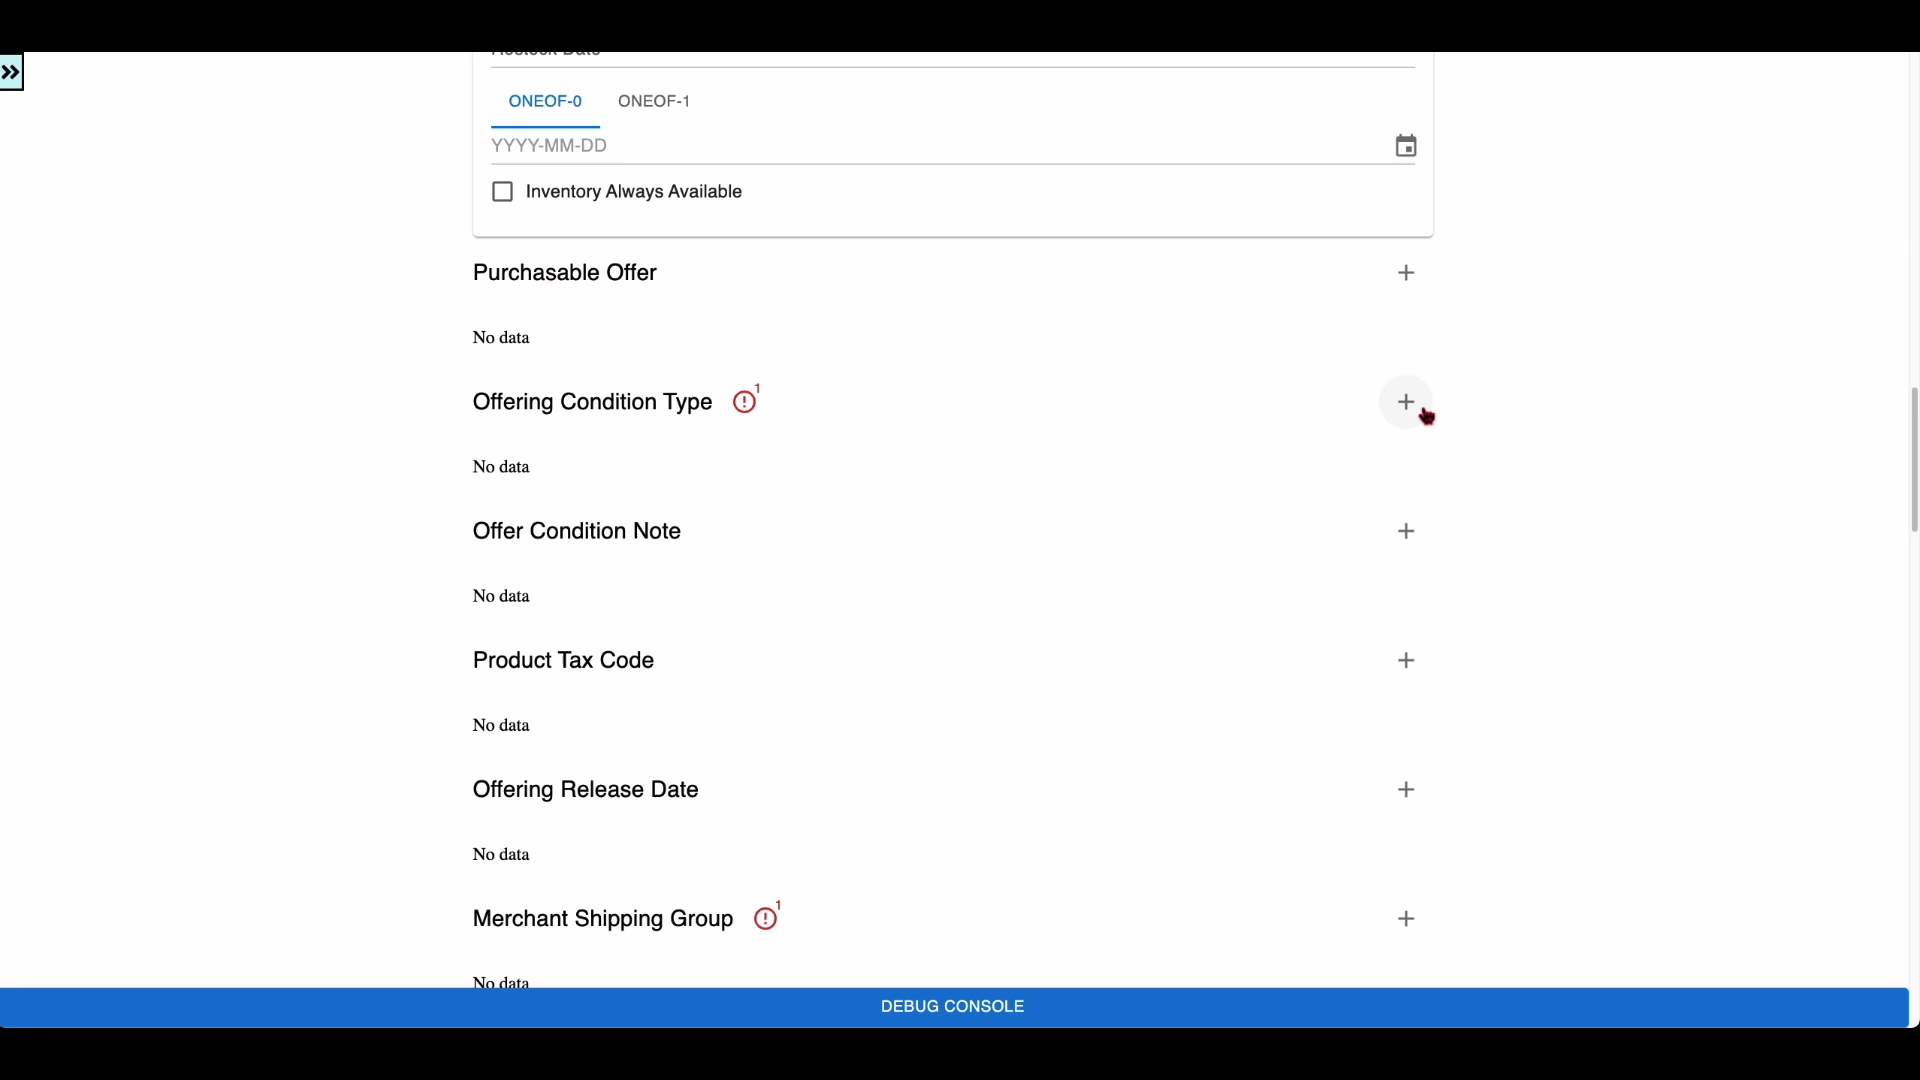 ONEOF-0 ONEOF-1
YYYY-MM-DD
Inventory Always Available
Purchasable Offer
No data
Offering Condition Type 1
No data
Offer Condition Note
No data
Product Tax Code
No data
Offering Release Date
No data
Merchant Shipping Group 1
No data
DEBUG CONSOLE